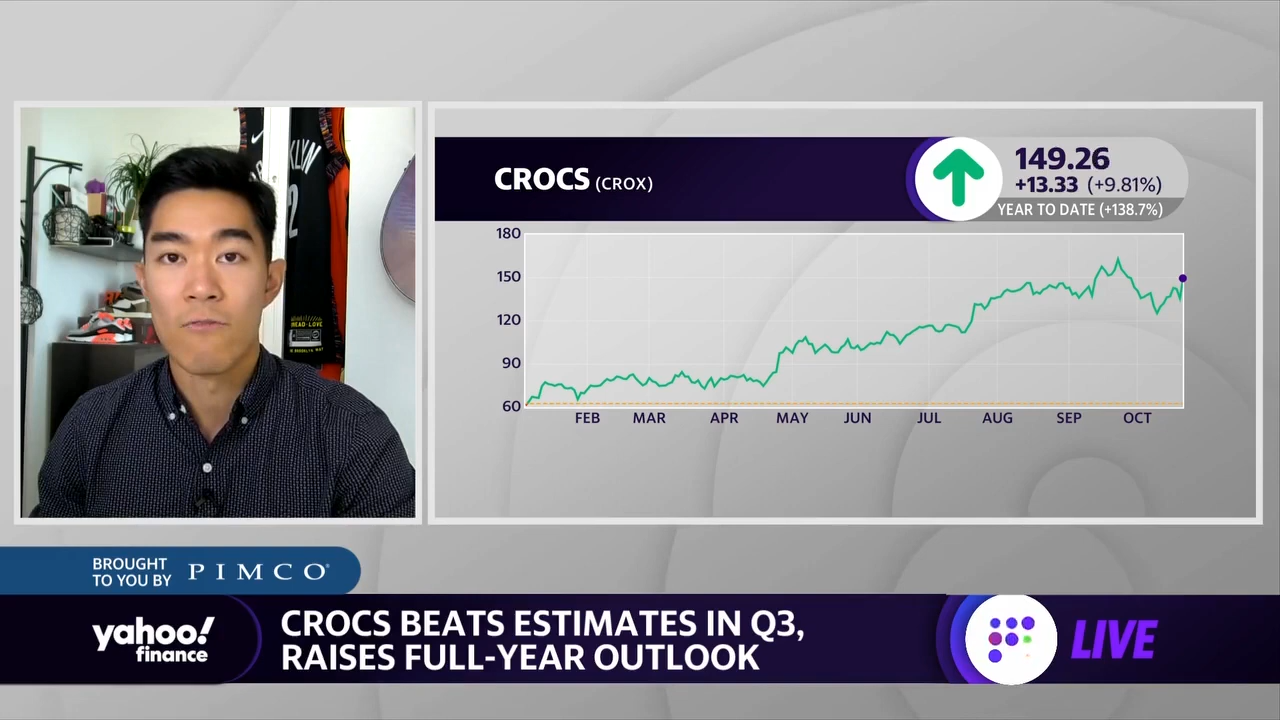 KLYN
2
CROCS (CROX)
149.26
+13.33 (+9.81%)
YEAR TO DATE (+138.7%)
180
150
120
90
60
FEB MAR APR MAY JUN JUL AUG SEP OCT
BROUGHT
TO YOU BY
PIMCO
yahoo!
finance
CROCS BEATS ESTIMATES IN Q3,
RAISES FULL-YEAR OUTLOOK
LIVE